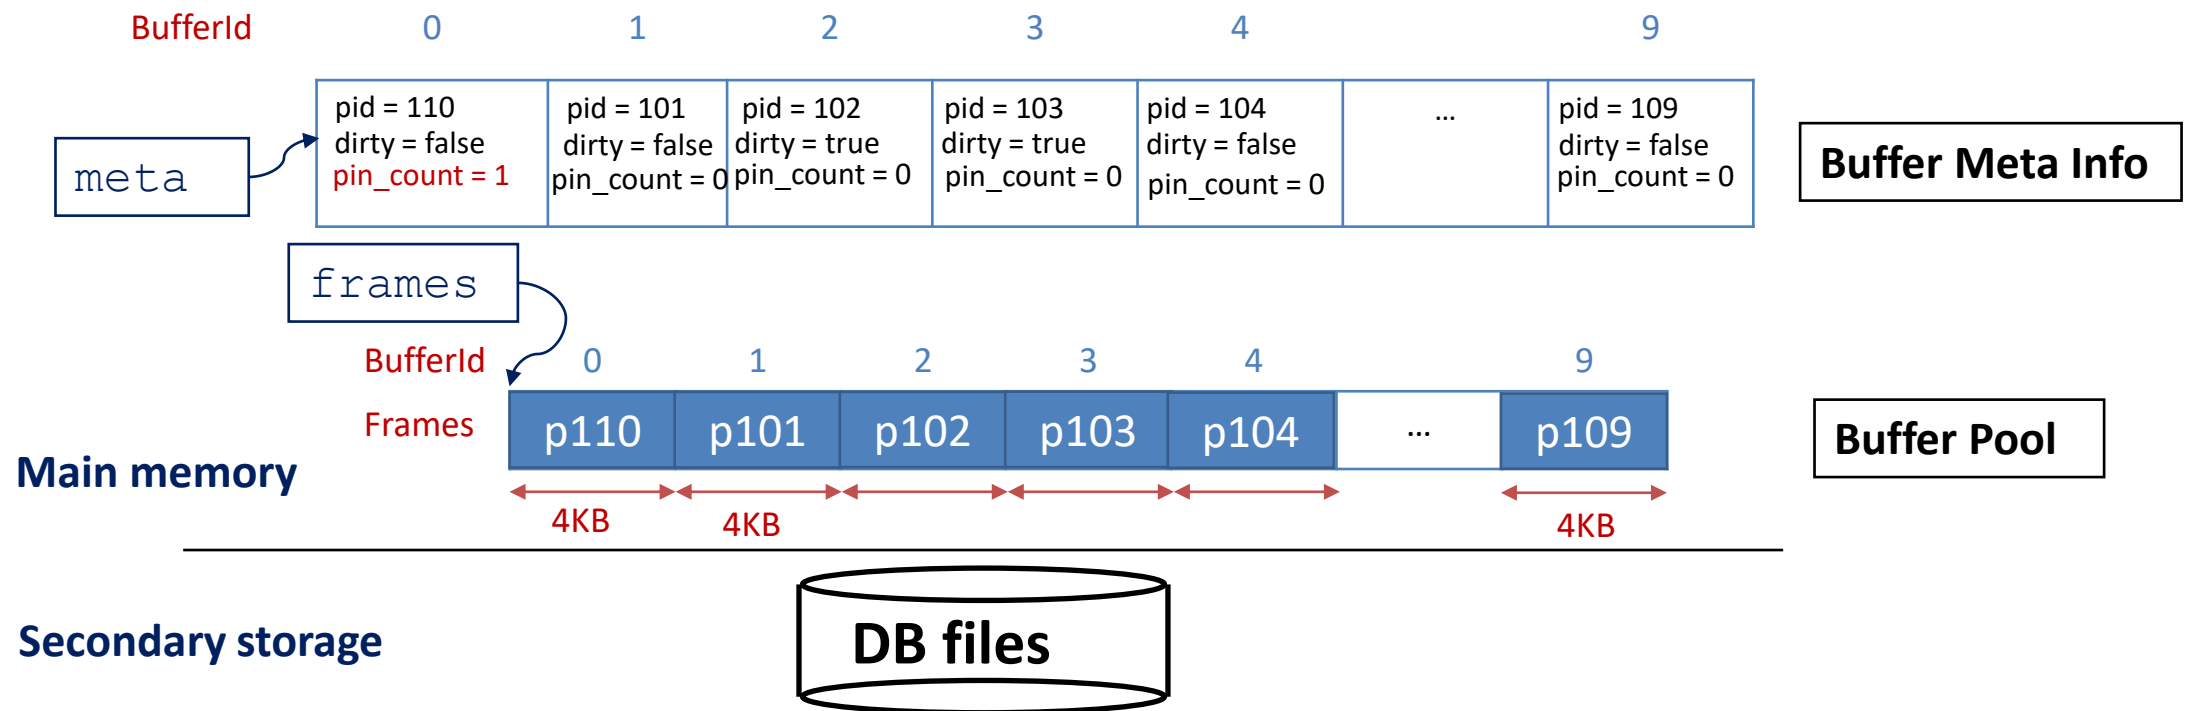 BufferId 0 1 2 3 4 9
pid = 110 pid = 101 pid = 102 pid = 103 pid = 104 … pid = 109
dirty = false dirty = false dirty = true dirty = true dirty = false dirty = false
pin_count = 1 pin_count = 0 pin_count = 0 pin_count = 0 pin_count = 0 pin_count = 0
meta
Buffer Meta Info
frames
BufferId 0 1 2 3 4 9
Frames p110 p101 p102 p103 p104 … p109
Buffer Pool
Main memory
4KB 4KB 4KB
Secondary storage
DB files